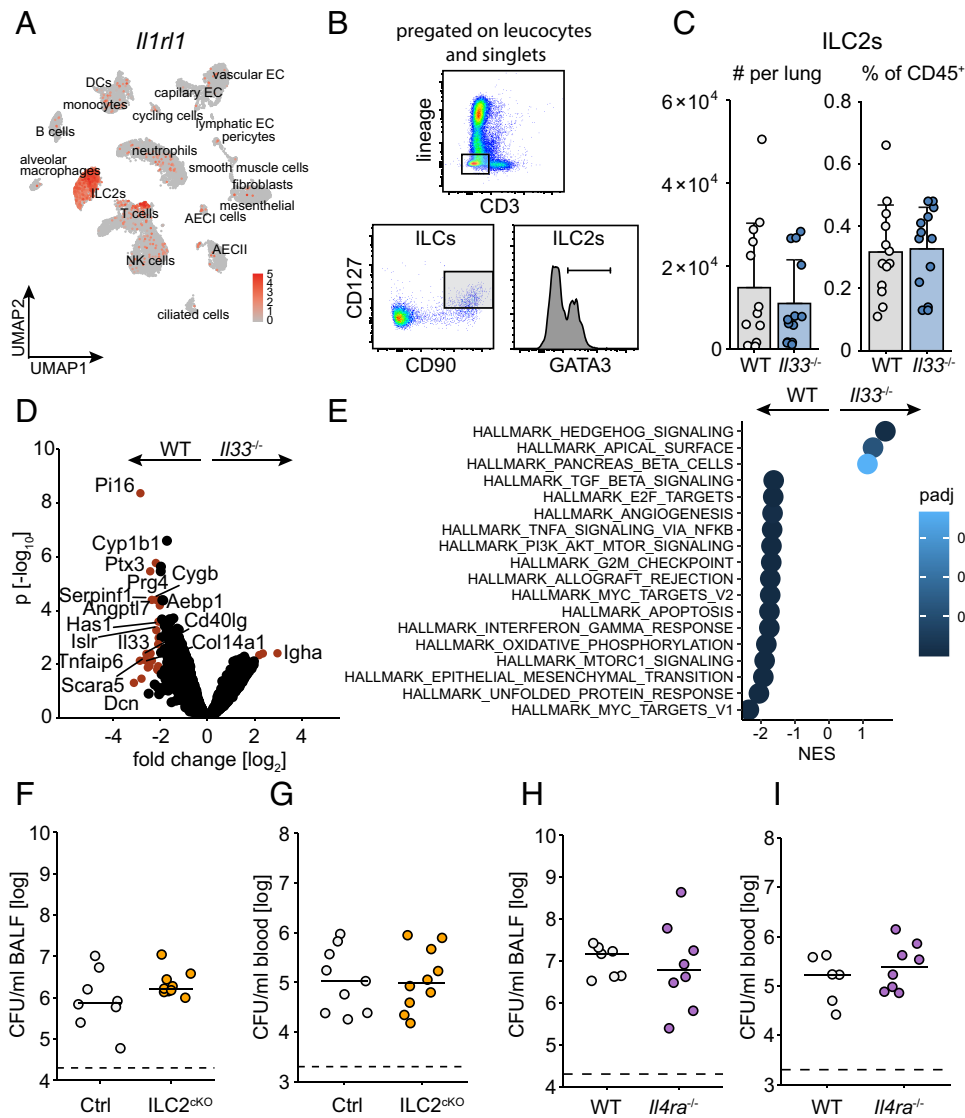 A
Il1rl1
DCs
vascular EC
monocytes
capillary EC
cycling cells
B cells
lymphatic EC
pericytes
neutrophils
alveolar
macrophages
smooth muscle cells
ILC2s
fibroblasts
mesenthelial
T cells
AECI cells
NK cells
AECII
ciliated cells
5
4
3
2
1
0
UMAP2
UMAP1
B
pregated on leucocytes
and singlets
lineage
CD3
ILCs
ILC2s
CD127
CD90
GATA3
C
ILC2s
# per lung
% of CD45+
6×10⁴
4×10⁴
2×10⁴
0
WT Il33-/-
0.8
0.6
0.4
0.2
0
WT Il33-/-
D
WT
Il33-/-
p [-log10]
10
8
6
4
2
0
Pi16
Cyp1b1
Ptx3
Cygb
Prg4
Serpinf1
Angptl7
Aebp1
Has1
Cd40lg
Islr
Il33
Col14a1
Tnfaip6
Igha
Scara5
Dcn
-4 -2 0 2 4 6
fold change [log2]
E
WT
Il33-/-
HALLMARK_HEDGEHOG_SIGNALING
HALLMARK_APICAL_SURFACE
HALLMARK_PANCREAS_BETA_CELLS
HALLMARK_TGF_BETA_SIGNALING
HALLMARK_E2F_TARGETS
HALLMARK_ANGIOGENESIS
HALLMARK_TNFA_SIGNALING_VIA_NFKB
HALLMARK_PI3K_AKT_MTOR_SIGNALING
HALLMARK_G2M_CHECKPOINT
HALLMARK_ALLOGRAFT_REJECTION
HALLMARK_MYC_TARGETS_V2
HALLMARK_APOPTOSIS
HALLMARK_INTERFERON_GAMMA_RESPONSE
HALLMARK_OXIDATIVE_PHOSPHORYLATION
HALLMARK_MTORC1_SIGNALING
HALLMARK_EPITHELIAL_MESENCHYMAL_TRANSITION
HALLMARK_UNFOLDED_PROTEIN_RESPONSE
HALLMARK_MYC_TARGETS_V1
-2 -1 0 1
NES
padj
0
0
0
F
CFU/ml BALF [log]
10
9
8
7
6
5
4
Ctrl ILC2cKO
G
CFU/ml blood [log]
8
7
6
5
4
3
Ctrl ILC2cKO
H
CFU/ml BALF [log]
10
9
8
7
6
5
4
WT Il4ra-/-
I
CFU/ml blood [log]
8
7
6
5
4
3
WT Il4ra-/-